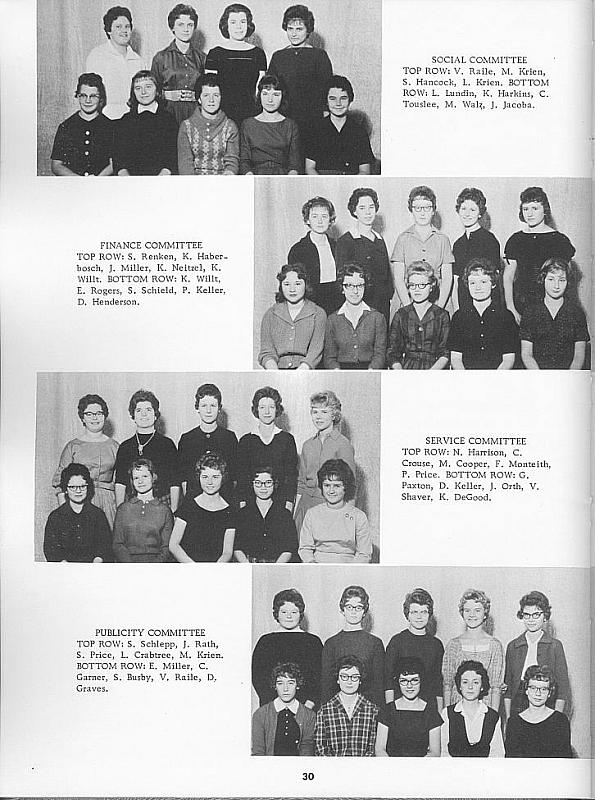 SOCIAL COMMITTEE
TOP ROW: V. Raile, M. Krien,
S. Hancock, L. Krien. BOTTOM
ROW: L. Lundin, K. Harkins, C.
Touslee, M. Walz, J. Jacoba.
FINANCE COMMITTEE
TOP ROW: S. Renken, K. Haber-
bosch, J. Miller, K. Neitzel, K.
Willt. BOTTOM ROW: K. Willt,
E. Rogers, S. Schield, P. Keller,
D. Henderson.
SERVICE COMMITTEE
TOP ROW: N. Harrison, C.
Crouse, M. Cooper, F. Monteith,
P. Price. BOTTOM ROW: G.
Paxton, D. Keller, J. Orth, V.
Shaver, K. DeGood.
PUBLICITY COMMITTEE
TOP ROW: S. Schlepp, J. Rath,
S. Price, L. Crabtree, M. Krien.
BOTTOM ROW: E. Miller, C.
Garner, S. Busby, V. Raile, D.
Graves.
30